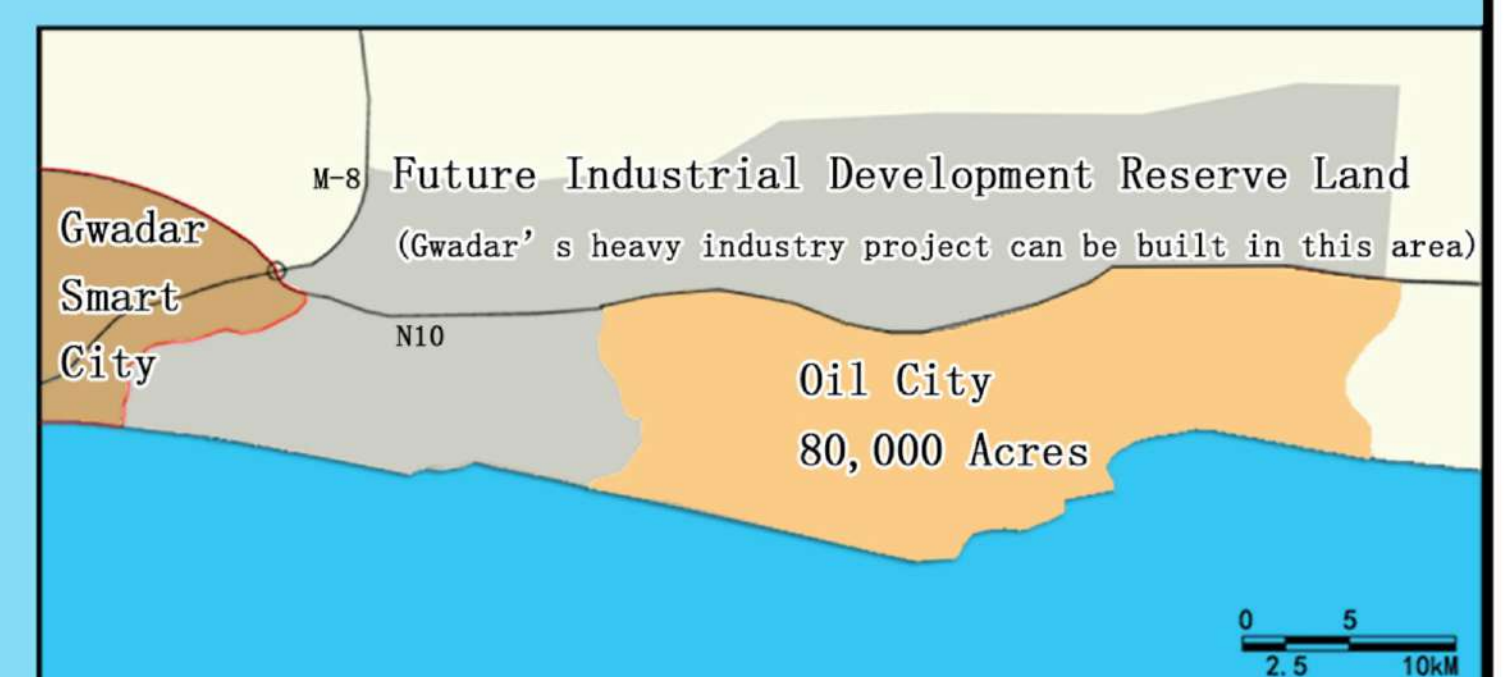 M-8
Future Industrial Development Reserve Land
(Gwadar's heavy industry project can be built in this area)
Gwadar
Smart
City
N10
Oil City
80,000 Acres
0 5
2.5 10kM